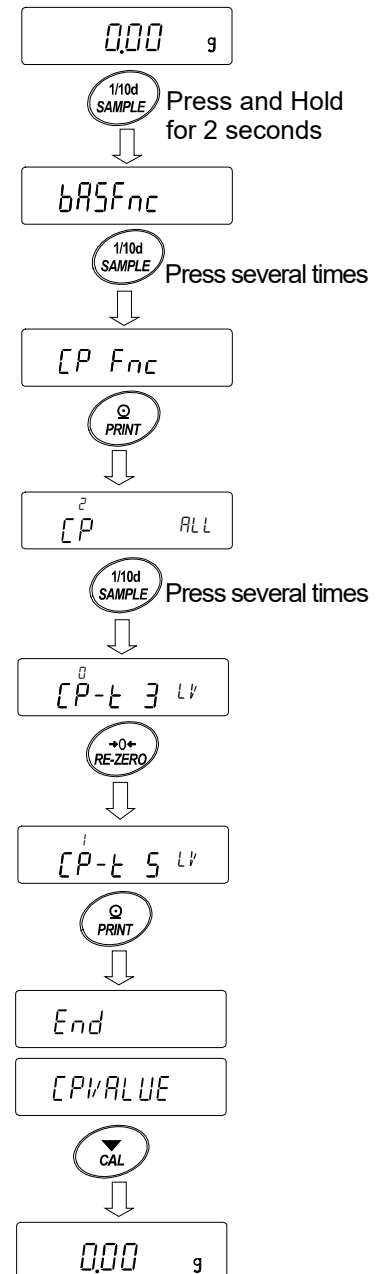 0.00 g
1/10d
SAMPLE
Press and Hold
for 2 seconds
bASFnc
1/10d
SAMPLE
Press several times
CP Fnc
PRINT
2
CP ALL
1/10d
SAMPLE
Press several times
0
CP-t 3 LV
→0←
RE-ZERO
1
CP-t 5 LV
PRINT
End
CPVALUE
CAL
0.00 g